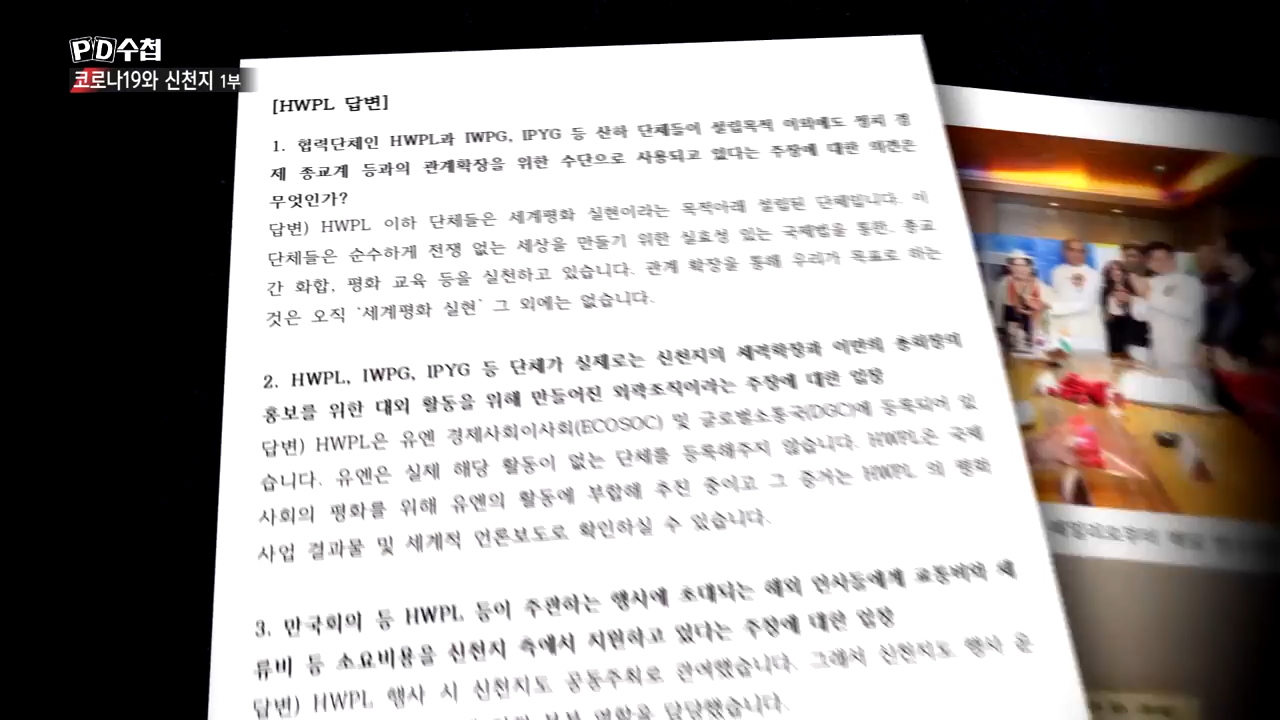 PD수첩
코로나19와 신천지 1부
[HWPL 답변]
1. 협력단체인 HWPL과 IWPG, IPYG 등 산하 단체들이 설립목적 이외에도 정치 경
제 종교계 등과의 관계확장을 위한 수단으로 사용되고 있다는 주장에 대한 의견은
무엇인가?
답변) HWPL 이하 단체들은 세계평화 실현이라는 목적아래 설립된 단체입니다. 이
단체들은 순수하게 전쟁 없는 세상을 만들기 위한 실효성 있는 국제법을 통한, 종교
간 화합, 평화 교육 등을 실천하고 있습니다. 관계 확장을 통해 우리가 목표로 하는
것은 오직 '세계평화 실현' 그 외에는 없습니다.
2. HWPL, IWPG, IPYG 등 단체가 실제로는 신천지의 세력확장과 이만희 총회장의
홍보를 위한 대외 활동을 위해 만들어진 외곽조직이라는 주장에 대한 입장
답변) HWPL은 유엔 경제사회이사회(ECOSOC) 및 글로벌소통국(DGC)에 등록되어 있
습니다. 유엔은 실제 해당 활동이 없는 단체를 등록해주지 않습니다. HWPL은 국제
사회의 평화를 위해 유엔의 활동에 부합해 추진 중이고 그 증거는 HWPL 의 평화
사업 결과물 및 세계적 언론보도로 확인하실 수 있습니다.
3. 만국회의 등 HWPL 등이 주관하는 행사에 초대되는 해외 인사들에게 교통비와 체
류비 등 소요비용을 신천지 측에서 지원하고 있다는 주장에 대한 입장
답변) HWPL 행사 시 신천지도 공동주최로 참여했습니다. 그래서 신천지도 행사 운
역할을 담당했습니다.